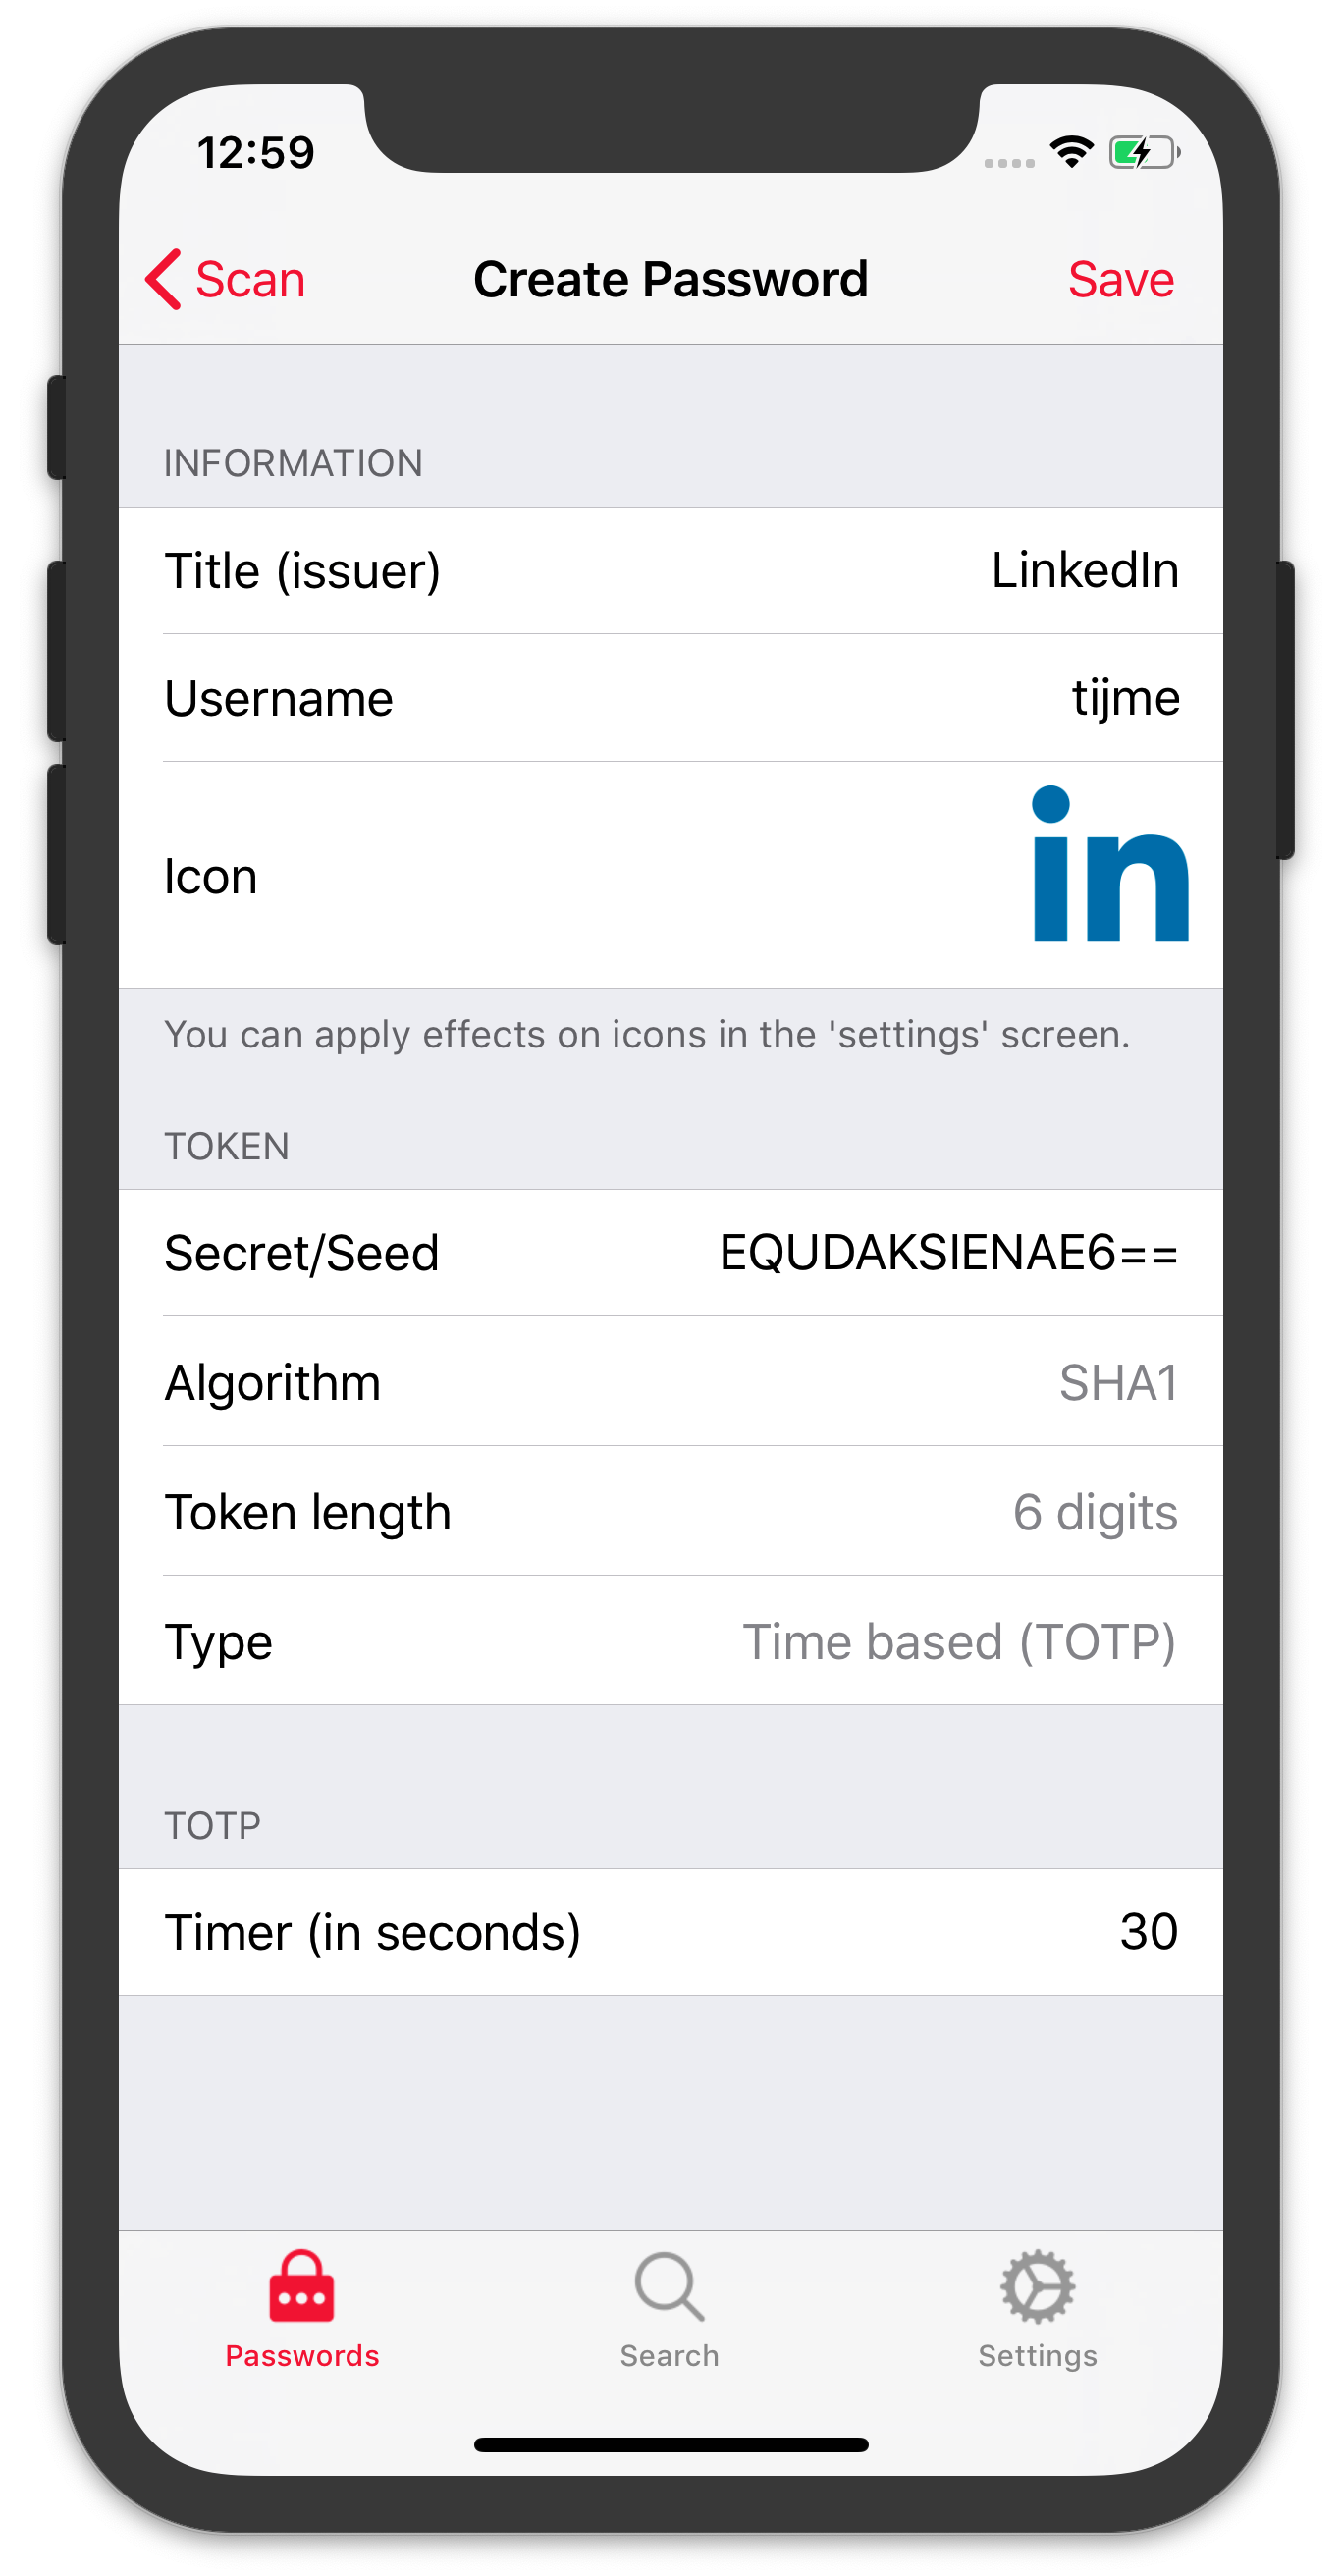 12:59
Scan Create Password Save
INFORMATION
Title (issuer) LinkedIn
Username tijme
Icon in
You can apply effects on icons in the 'settings' screen.
TOKEN
Secret/Seed EQUDAKSIENAE6==
Algorithm SHA1
Token length 6 digits
Type Time based (TOTP)
TOTP
Timer (in seconds) 30
Passwords Search Settings